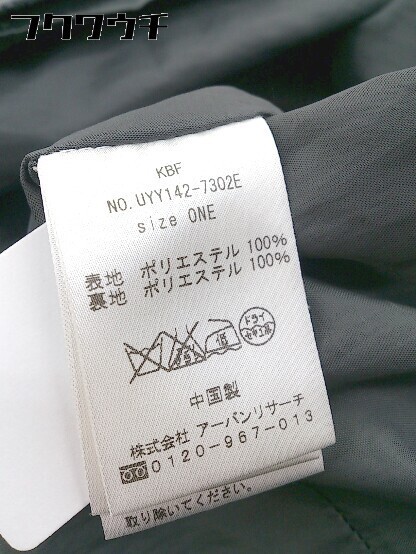 フクウウチ
KBF
NO.UYY142-7302E
size ONE
表地 ポリエステル 100%
裏地 ポリエステル 100%
ドライ
低
中国製
株式会社 アーバンリサーチ
0120-967-013
取り除いてください。